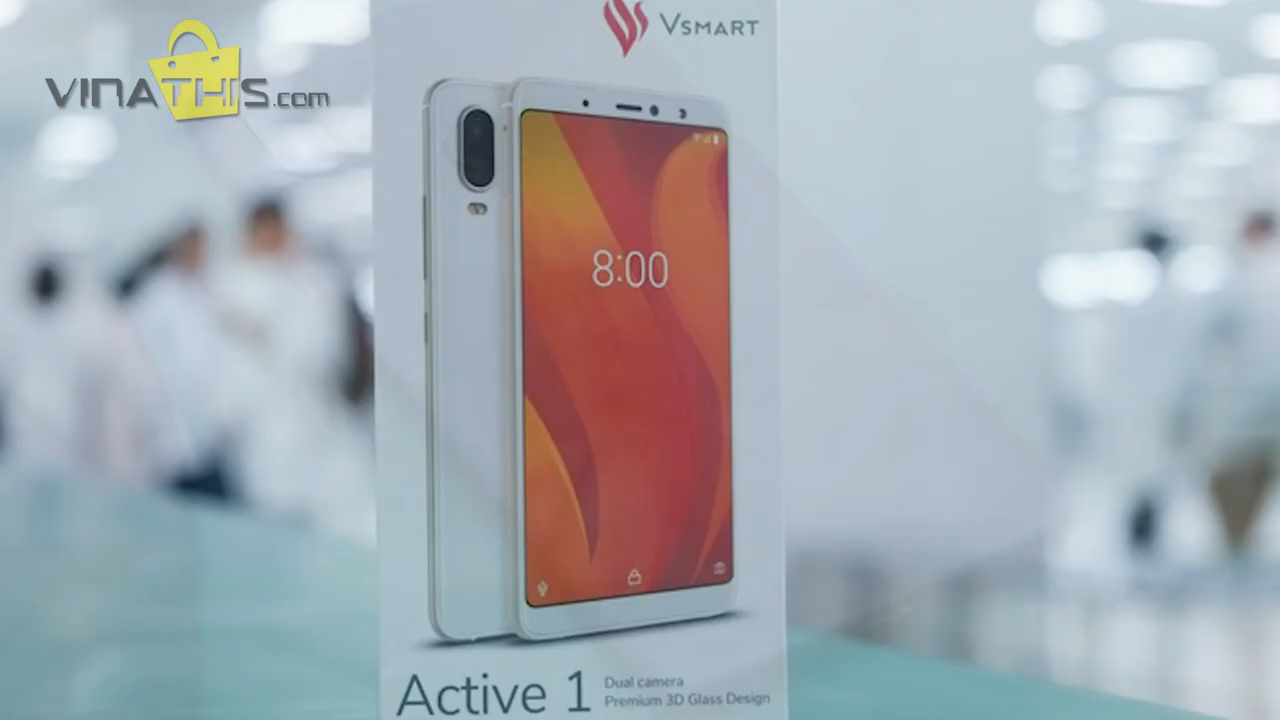 VINATHIS.com
VSMART
8:00
Active 1
Dual camera
Premium 3D Glass Design